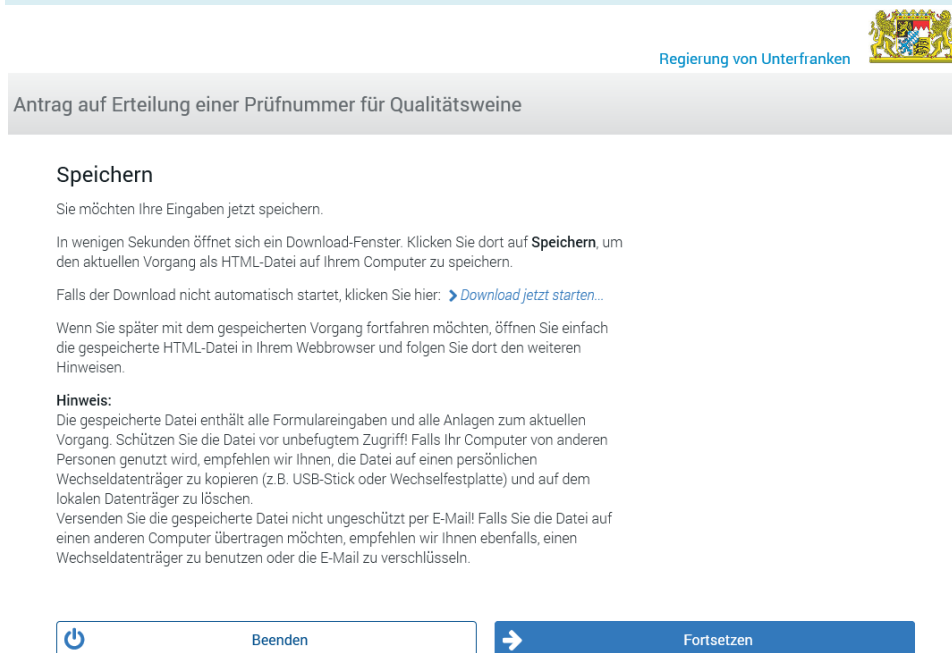 Regierung von Unterfranken
Antrag auf Erteilung einer Prüfnummer für Qualitätsweine
Speichern
Sie möchten Ihre Eingaben jetzt speichern.
In wenigen Sekunden öffnet sich ein Download-Fenster. Klicken Sie dort auf Speichern, um
den aktuellen Vorgang als HTML-Datei auf Ihrem Computer zu speichern.
Falls der Download nicht automatisch startet, klicken Sie hier: Download jetzt starten...
Wenn Sie später mit dem gespeicherten Vorgang fortfahren möchten, öffnen Sie einfach
die gespeicherte HTML-Datei in Ihrem Webbrowser und folgen Sie dort den weiteren
Hinweisen.
Hinweis:
Die gespeicherte Datei enthält alle Formulareingaben und alle Anlagen zum aktuellen
Vorgang. Schützen Sie die Datei vor unbefugtem Zugriff! Falls Ihr Computer von anderen
Personen genutzt wird, empfehlen wir Ihnen, die Datei auf einen persönlichen
Wechseldatenträger zu kopieren (z.B. USB-Stick oder Wechselfestplatte) und auf dem
lokalen Datenträger zu löschen.
Versenden Sie die gespeicherte Datei nicht ungeschützt per E-Mail! Falls Sie die Datei auf
einen anderen Computer übertragen möchten, empfehlen wir Ihnen ebenfalls, einen
Wechseldatenträger zu benutzen oder die E-Mail zu verschlüsseln.
Beenden
Fortsetzen